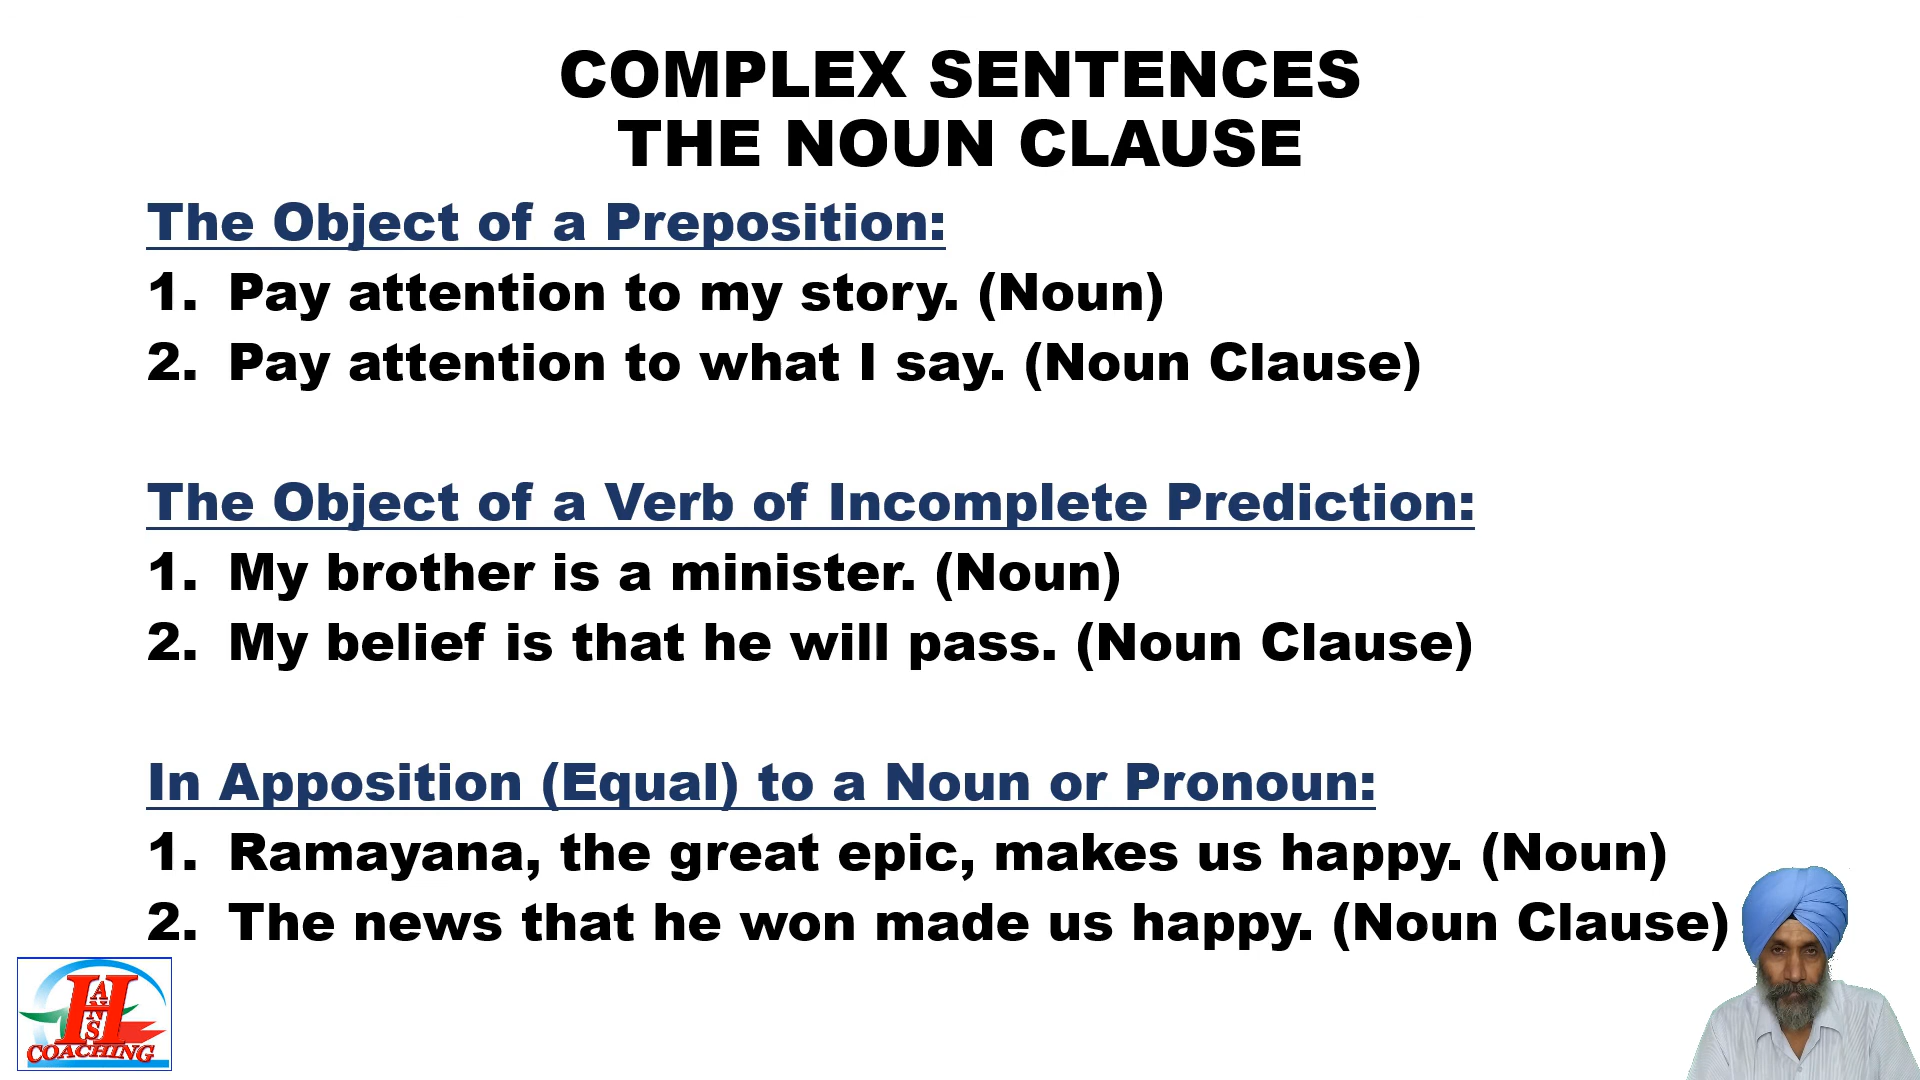 COMPLEX SENTENCES
THE NOUN CLAUSE
The Object of a Preposition:
1. Pay attention to my story. (Noun)
2. Pay attention to what I say. (Noun Clause)
The Object of a Verb of Incomplete Prediction:
1. My brother is a minister. (Noun)
2. My belief is that he will pass. (Noun Clause)
In Apposition (Equal) to a Noun or Pronoun:
1. Ramayana, the great epic, makes us happy. (Noun)
2. The news that he won made us happy. (Noun Clause)
HANS
COACHING